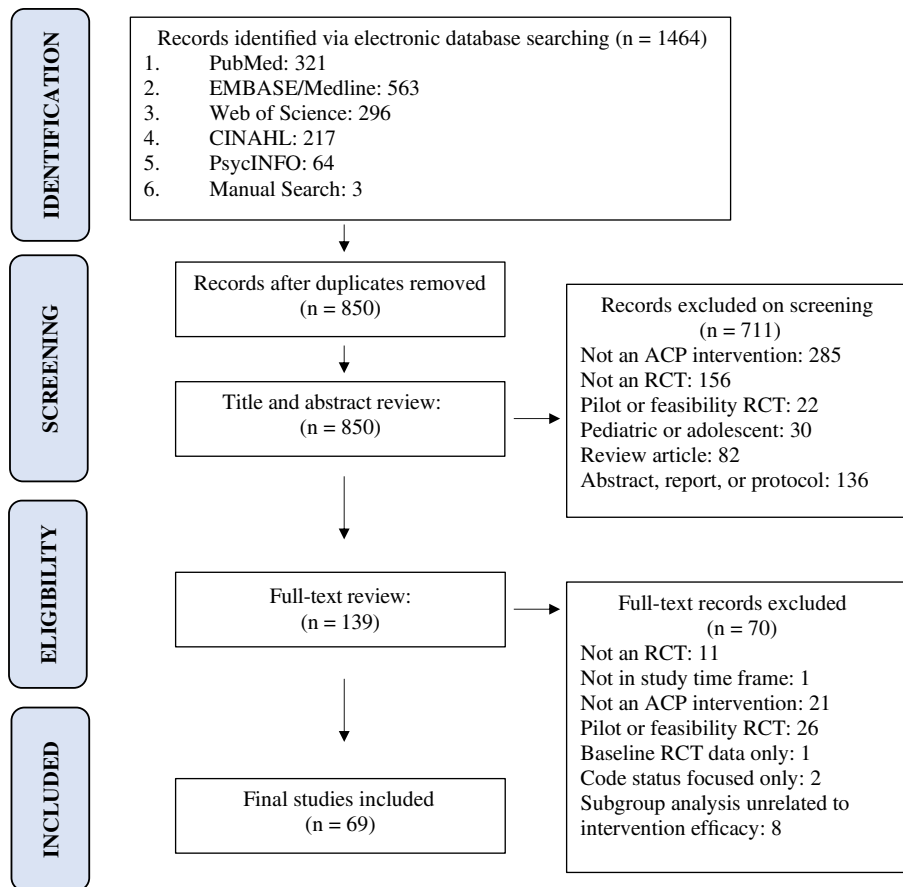 IDENTIFICATION
Records identified via electronic database searching (n = 1464)
1. PubMed: 321
2. EMBASE/Medline: 563
3. Web of Science: 296
4. CINAHL: 217
5. PsycINFO: 64
6. Manual Search: 3
SCREENING
Records after duplicates removed
(n = 850)
Title and abstract review:
(n = 850)
Records excluded on screening
(n = 711)
Not an ACP intervention: 285
Not an RCT: 156
Pilot or feasibility RCT: 22
Pediatric or adolescent: 30
Review article: 82
Abstract, report, or protocol: 136
ELIGIBILITY
Full-text review:
(n = 139)
Full-text records excluded
(n = 70)
Not an RCT: 11
Not in study time frame: 1
Not an ACP intervention: 21
Pilot or feasibility RCT: 26
Baseline RCT data only: 1
Code status focused only: 2
Subgroup analysis unrelated to
intervention efficacy: 8
INCLUDED
Final studies included
(n = 69)